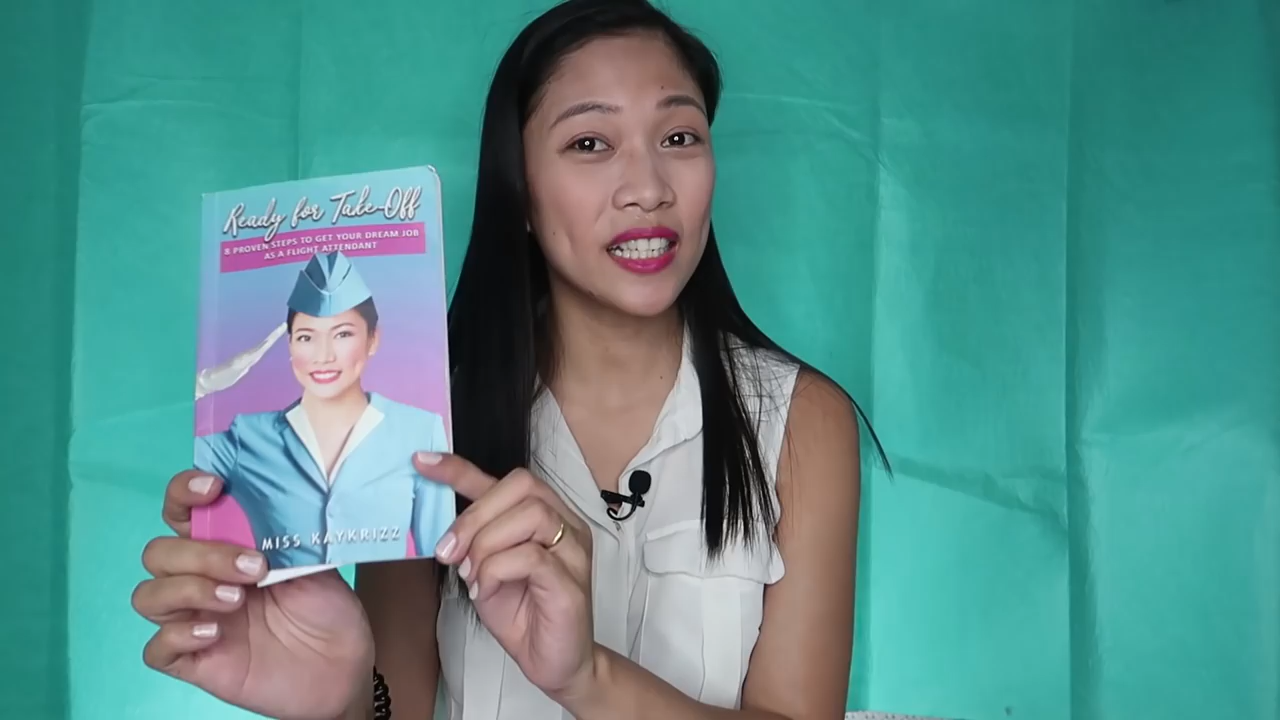 Ready for Take-Off
8 PROVEN STEPS TO GET YOUR DREAM JOB
AS A FLIGHT ATTENDANT
MISS KAYKRIZZ